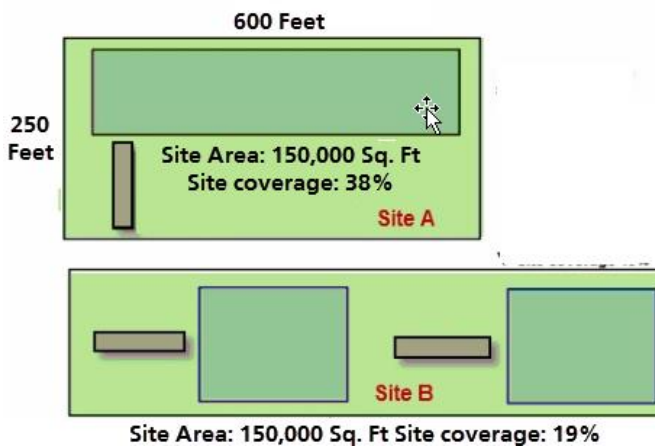 600 Feet
250
Feet
Site Area: 150,000 Sq. Ft
Site coverage: 38%
Site A
Site B
Site Area: 150,000 Sq. Ft Site coverage: 19%